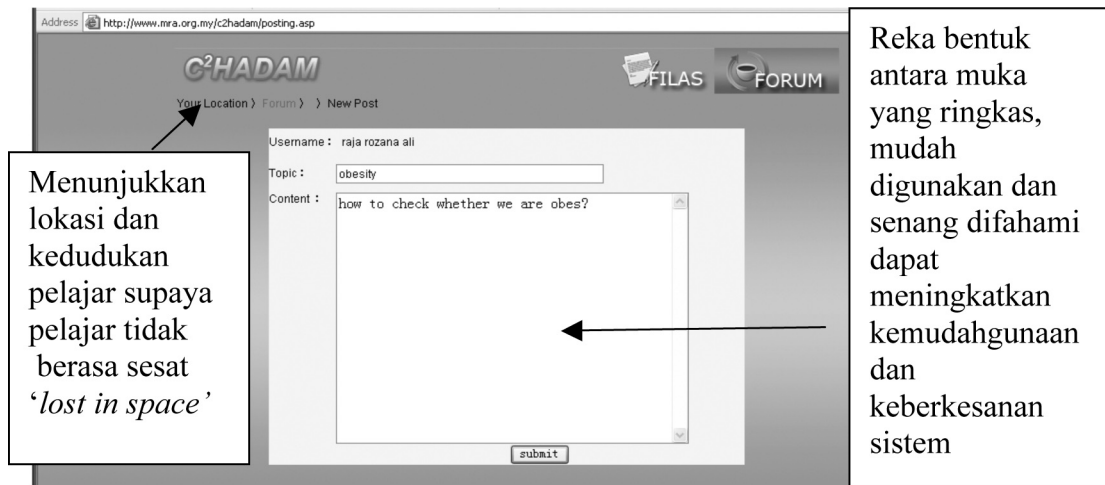 Address http://www.mra.org.my/c2hadam/posting.asp
C²HADAM
FILAS
FORUM
Your Location 〉 Forum 〉 〉 New Post
Username : raja rozana ali
Topic : obesity
Content : how to check whether we are obes?
submit
Menunjukkan
lokasi dan
kedudukan
pelajar supaya
pelajar tidak
berasa sesat
‘lost in space’
Reka bentuk
antara muka
yang ringkas,
mudah
digunakan dan
senang difahami
dapat
meningkatkan
kemudahgunaan
dan
keberkesanan
sistem